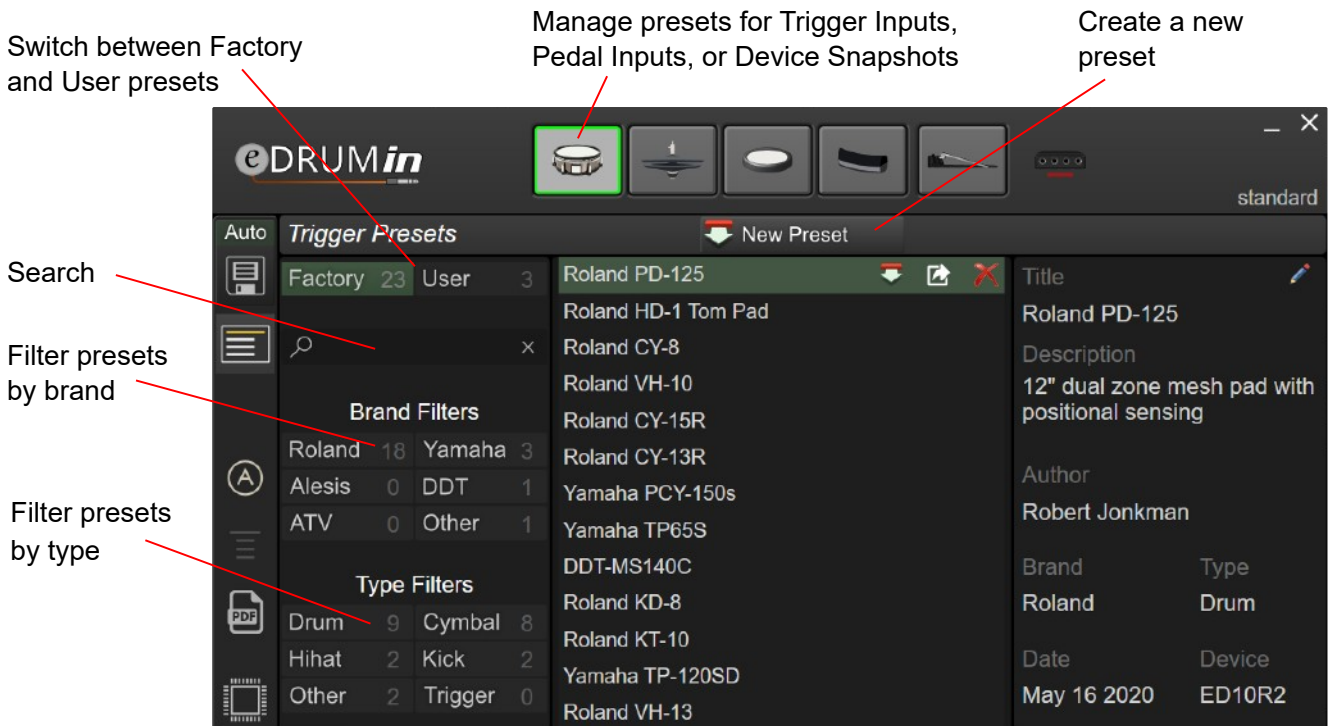 Switch between Factory
and User presets
Manage presets for Trigger Inputs,
Pedal Inputs, or Device Snapshots
Create a new
preset
eDRUMin
standard
Auto
Trigger Presets
New Preset
Search
Factory 23 User 3
Filter presets
by brand
Brand Filters
Roland 18 Yamaha 3
Alesis 0 DDT 1
ATV 0 Other 1
Filter presets
by type
Type Filters
Drum 9 Cymbal 8
Hihat 2 Kick 2
Other 2 Trigger 0
A
PDF
Roland PD-125
Roland HD-1 Tom Pad
Roland CY-8
Roland VH-10
Roland CY-15R
Roland CY-13R
Yamaha PCY-150s
Yamaha TP65S
DDT-MS140C
Roland KD-8
Roland KT-10
Yamaha TP-120SD
Roland VH-13
Title
Roland PD-125
Description
12" dual zone mesh pad with
positional sensing
Author
Robert Jonkman
Brand Type
Roland Drum
Date Device
May 16 2020 ED10R2